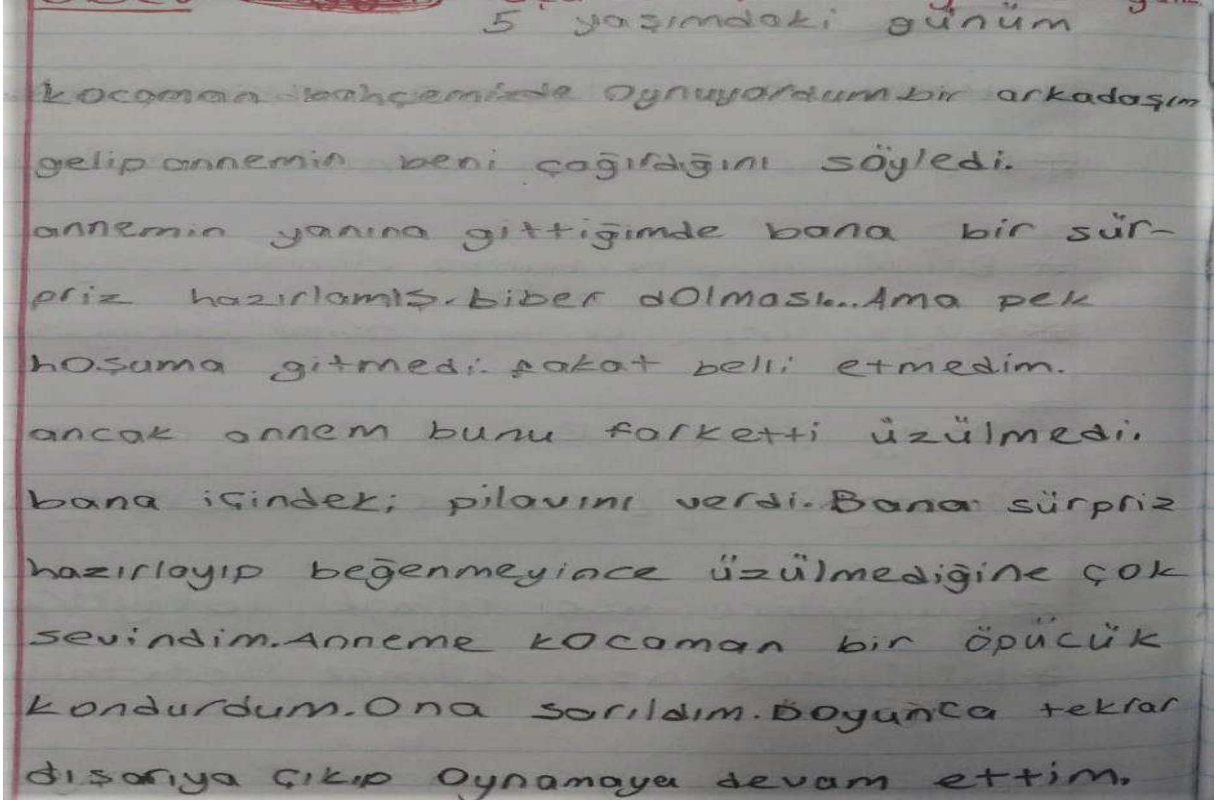 5 yaşımdaki günüm
kocaman bahçemizde oynuyordum bir arkadaşım
gelip annemin beni çağırdığını söyledi.
annemin yanına gittiğimde bana bir sür-
priz hazırlamış. biber dolması... Ama pek
hoşuma gitmedi. fakat belli etmedim.
ancak annem bunu farketti üzülmedi.
bana içindeki pilavını verdi. Bana sürpriz
hazırlayıp beğenmeyince üzülmediğine çok
sevindim. Anneme kocaman bir öpücük
kondurdum. Ona sarıldım. Doyunca tekrar
dışarıya çıkıp oynamaya devam ettim.